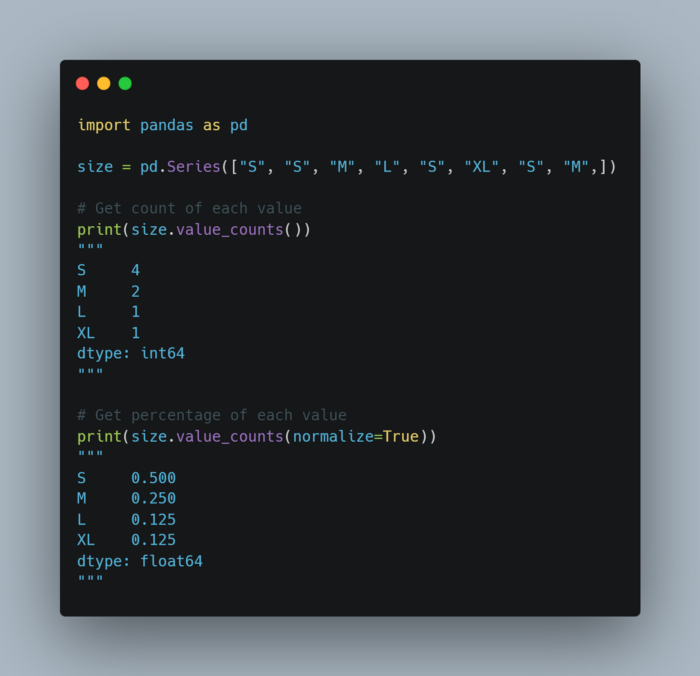 import pandas as pd
size = pd.Series(["S", "S", "M", "L", "S", "XL", "S", "M",])
# Get count of each value
print(size.value_counts())
"""
S     4
M     2
L     1
XL    1
dtype: int64
"""
# Get percentage of each value
print(size.value_counts(normalize=True))
"""
S     0.500
M     0.250
L     0.125
XL    0.125
dtype: float64
"""